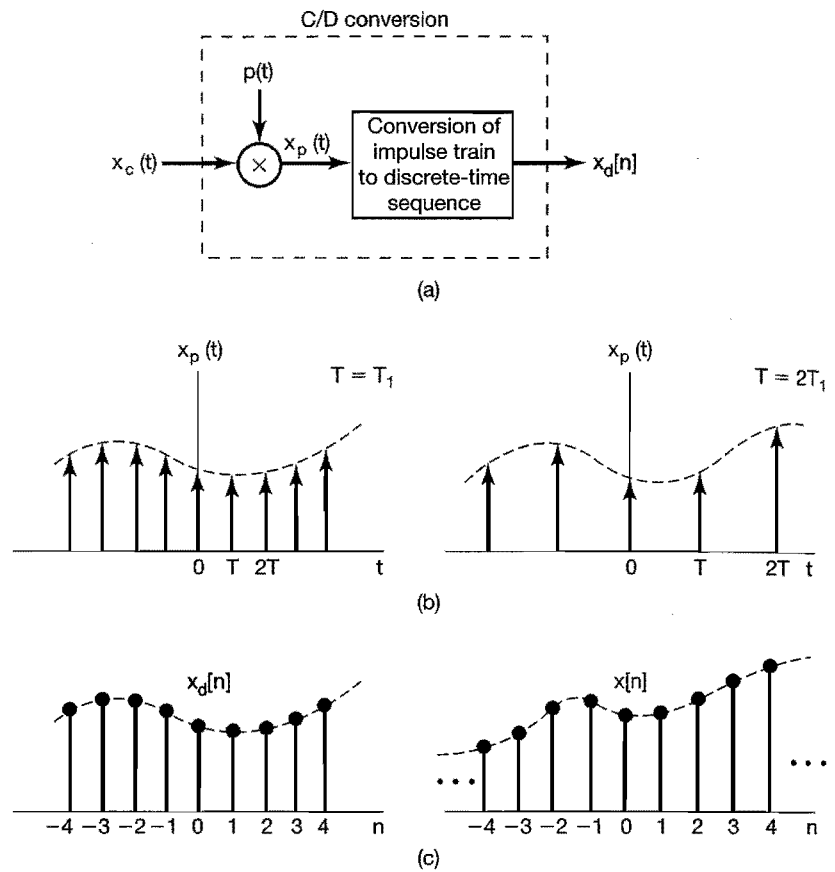 C/D conversion
p(t)
x_c (t)
x_p (t)
×
Conversion of
impulse train
to discrete-time
sequence
x_d[n]
(a)
x_p (t)
T = T_1
0 T 2T t
x_p (t)
T = 2T_1
0 T 2T t
(b)
x_d[n]
−4 −3 −2 −1 0 1 2 3 4 n
x[n]
• • •
• • •
−4 −3 −2 −1 0 1 2 3 4 n
(c)